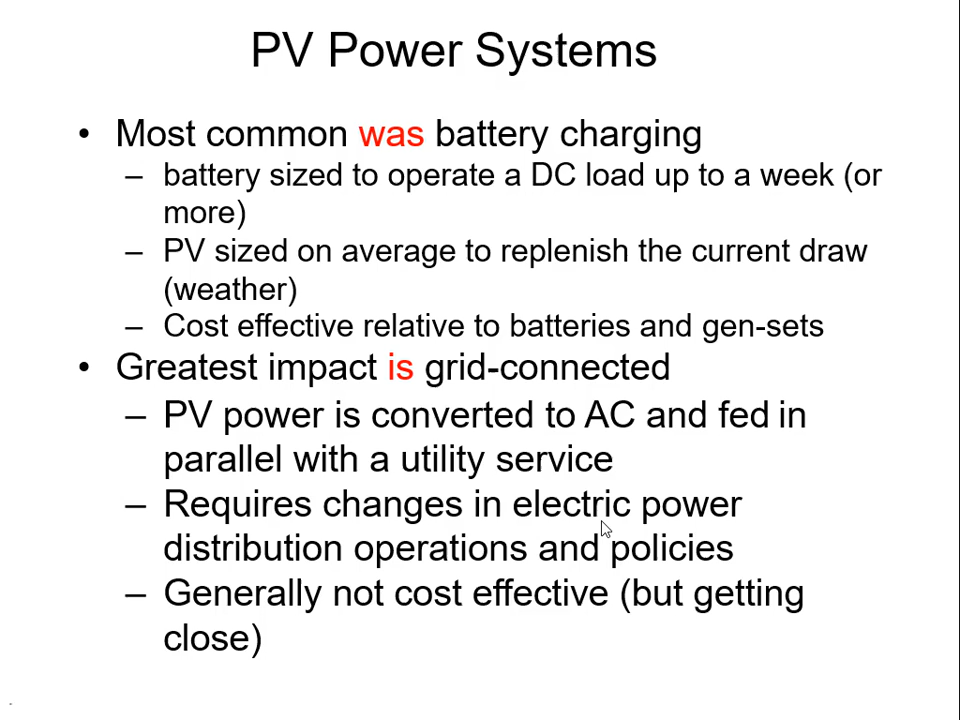 PV Power Systems
• Most common was battery charging
– battery sized to operate a DC load up to a week (or
more)
– PV sized on average to replenish the current draw
(weather)
– Cost effective relative to batteries and gen-sets
• Greatest impact is grid-connected
– PV power is converted to AC and fed in
parallel with a utility service
– Requires changes in electric power
distribution operations and policies
– Generally not cost effective (but getting
close)